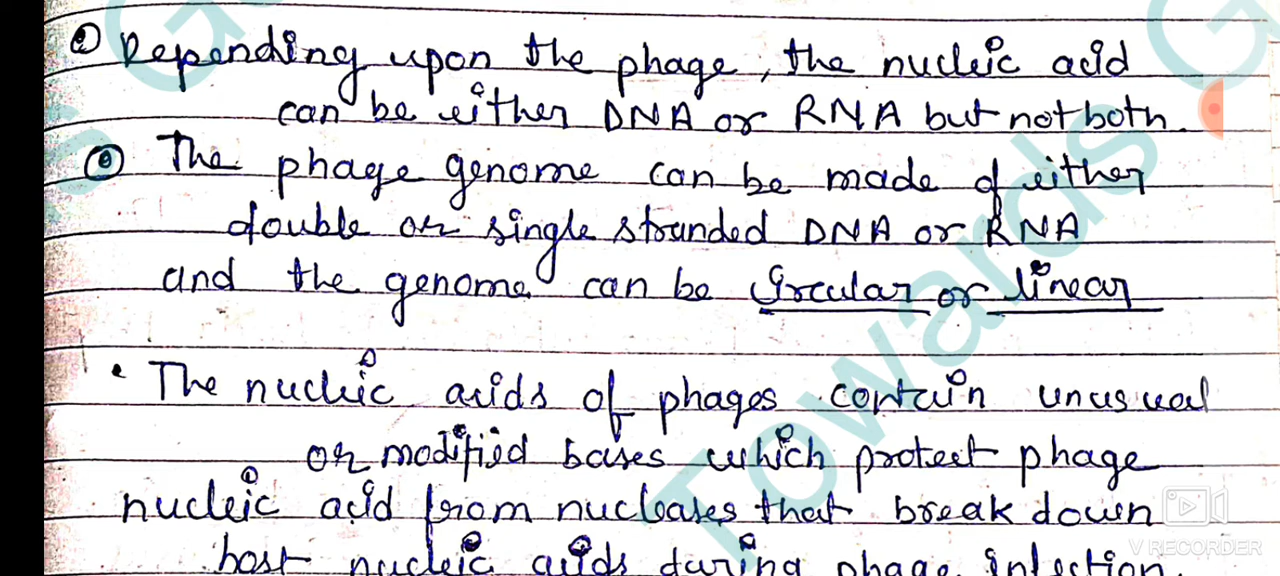 Depending upon the phage, the nucleic acid
can be either DNA or RNA but not both.
The phage genome can be made of either
double or single stranded DNA or RNA
and the genome can be Circular or linear
• The nucleic acids of phages contain unusual
or modified bases which protect phage
nucleic acid from nucleases that break down
host nucleic acids during phage infection.
Towards G
V RECORDER